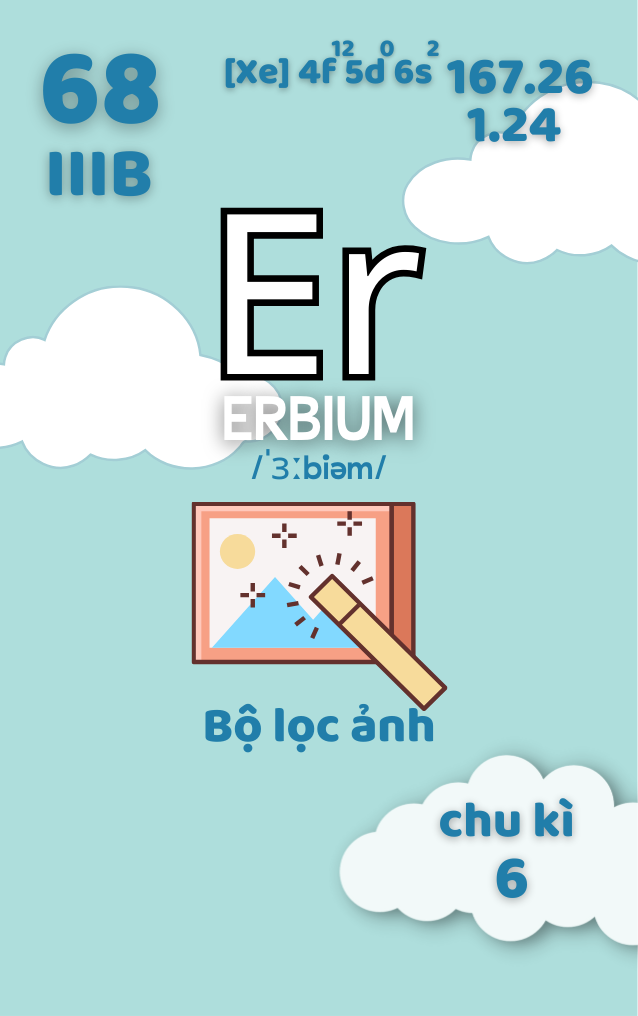 68
IIIB
[Xe] 4f¹² 5d⁰ 6s²
167.26
1.24
Er
ERBIUM
/ˈɜːbiəm/
Bộ lọc ảnh
chu kì
6